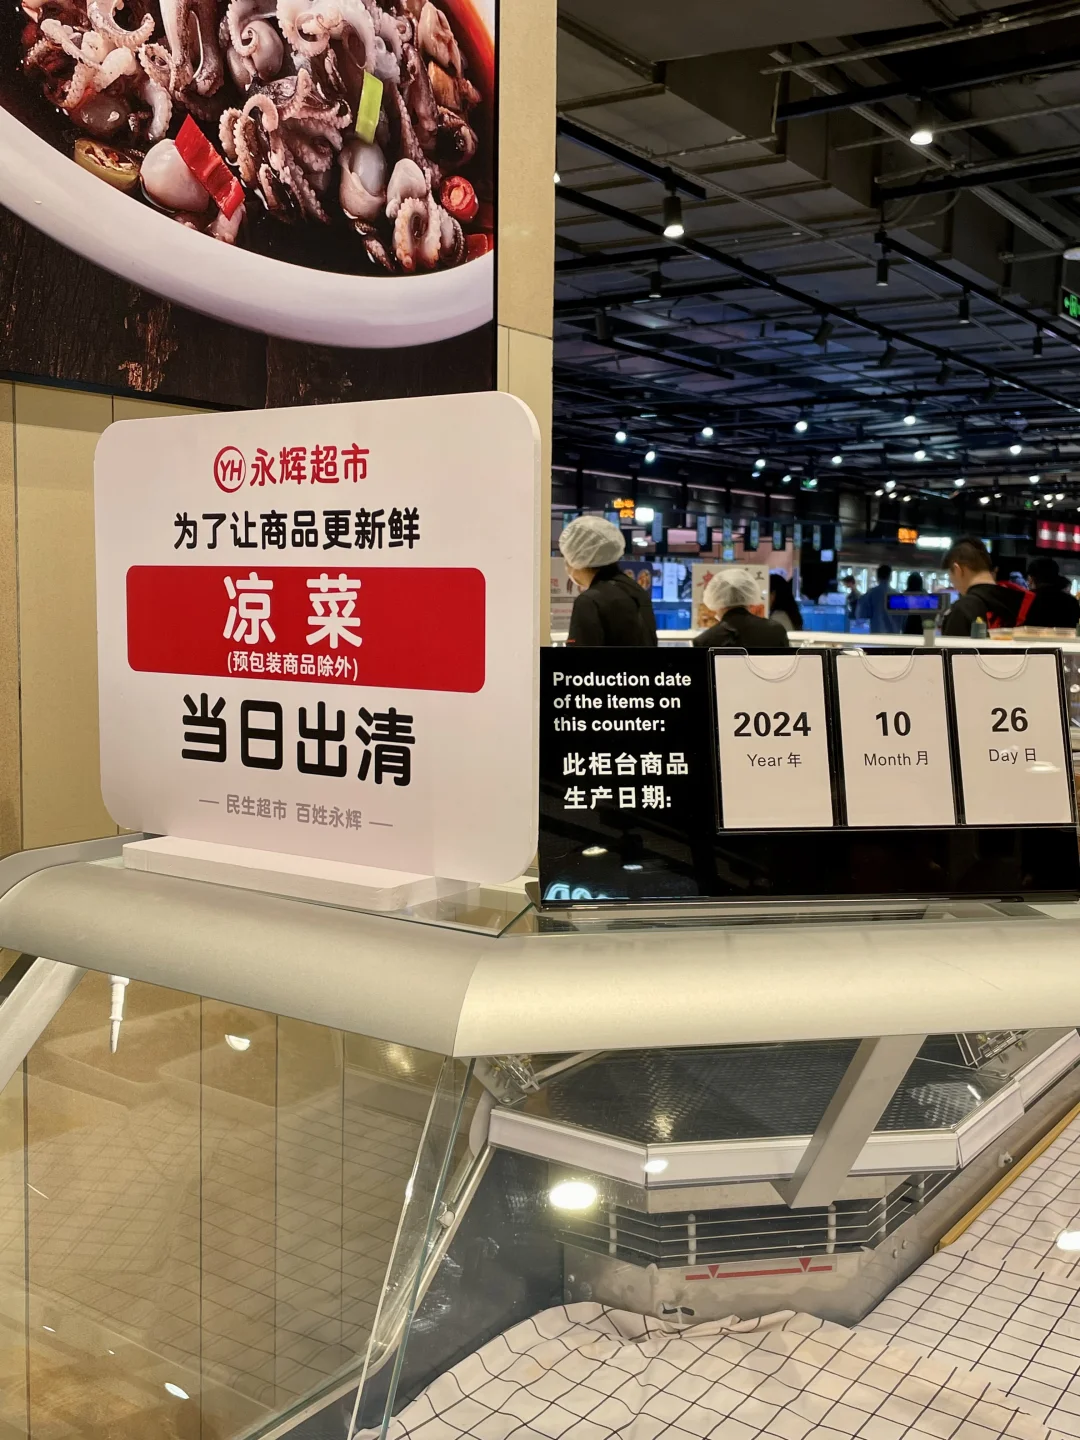 YH 永辉超市
为了让商品更新鲜
凉菜
(预包装商品除外)
当日出清
— 民生超市 百姓永辉 —
Production date
of the items on
this counter:
此柜台商品
生产日期:
2024
Year 年
10
Month 月
26
Day 日